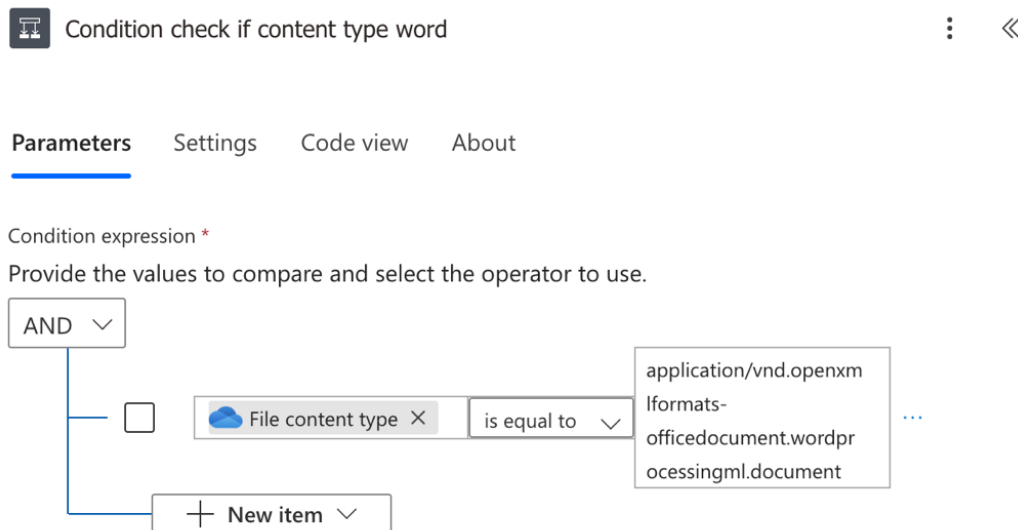 Condition check if content type word
Parameters Settings Code view About
Condition expression *
Provide the values to compare and select the operator to use.
AND
File content type is equal to
application/vnd.openxm
lformats-
officedocument.wordpr
ocessingml.document
New item